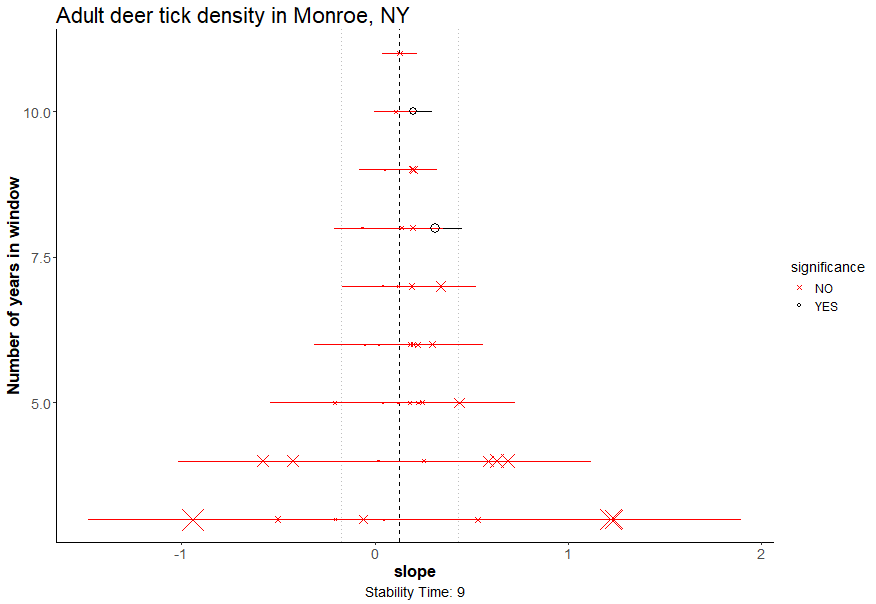 Adult deer tick density in Monroe, NY
Number of years in window
10.0
7.5
5.0
-1
0
1
2
slope
Stability Time: 9
significance
NO
YES